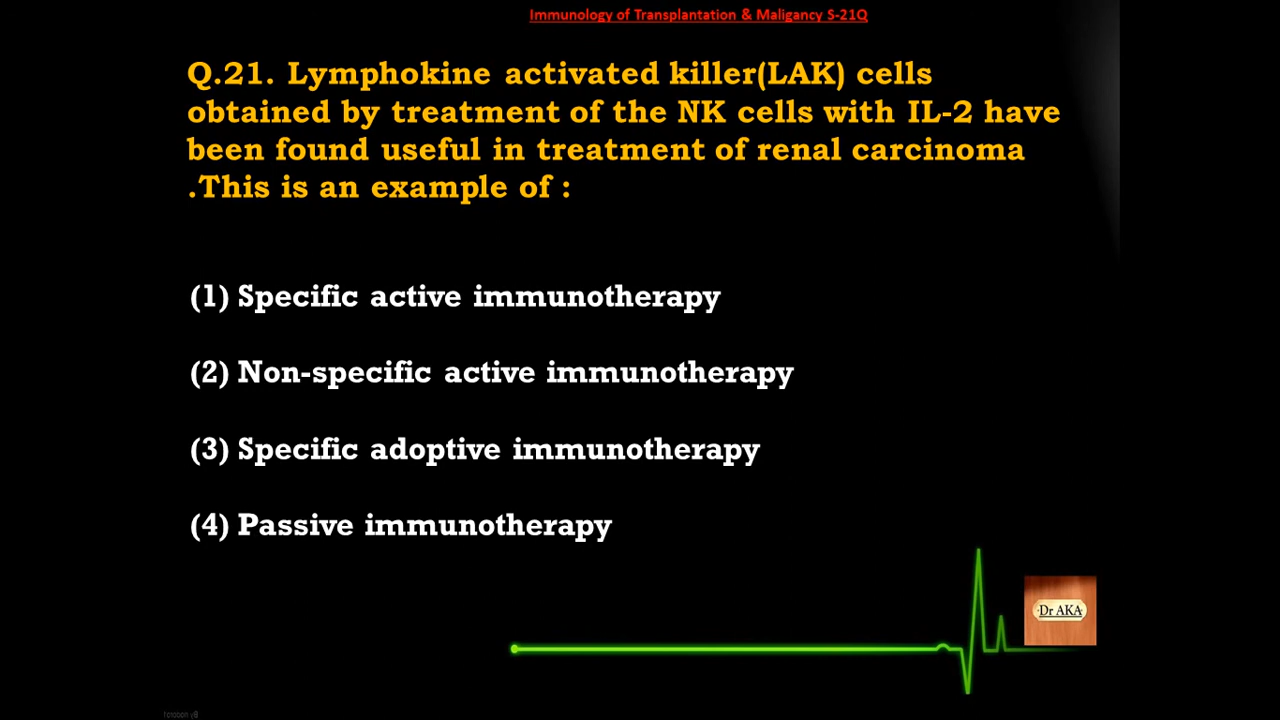 Immunology of Transplantation & Maligancy S-21Q
Q.21. Lymphokine activated killer(LAK) cells
obtained by treatment of the NK cells with IL-2 have
been found useful in treatment of renal carcinoma
.This is an example of :
(1) Specific active immunotherapy
(2) Non-specific active immunotherapy
(3) Specific adoptive immunotherapy
(4) Passive immunotherapy
Dr AKA